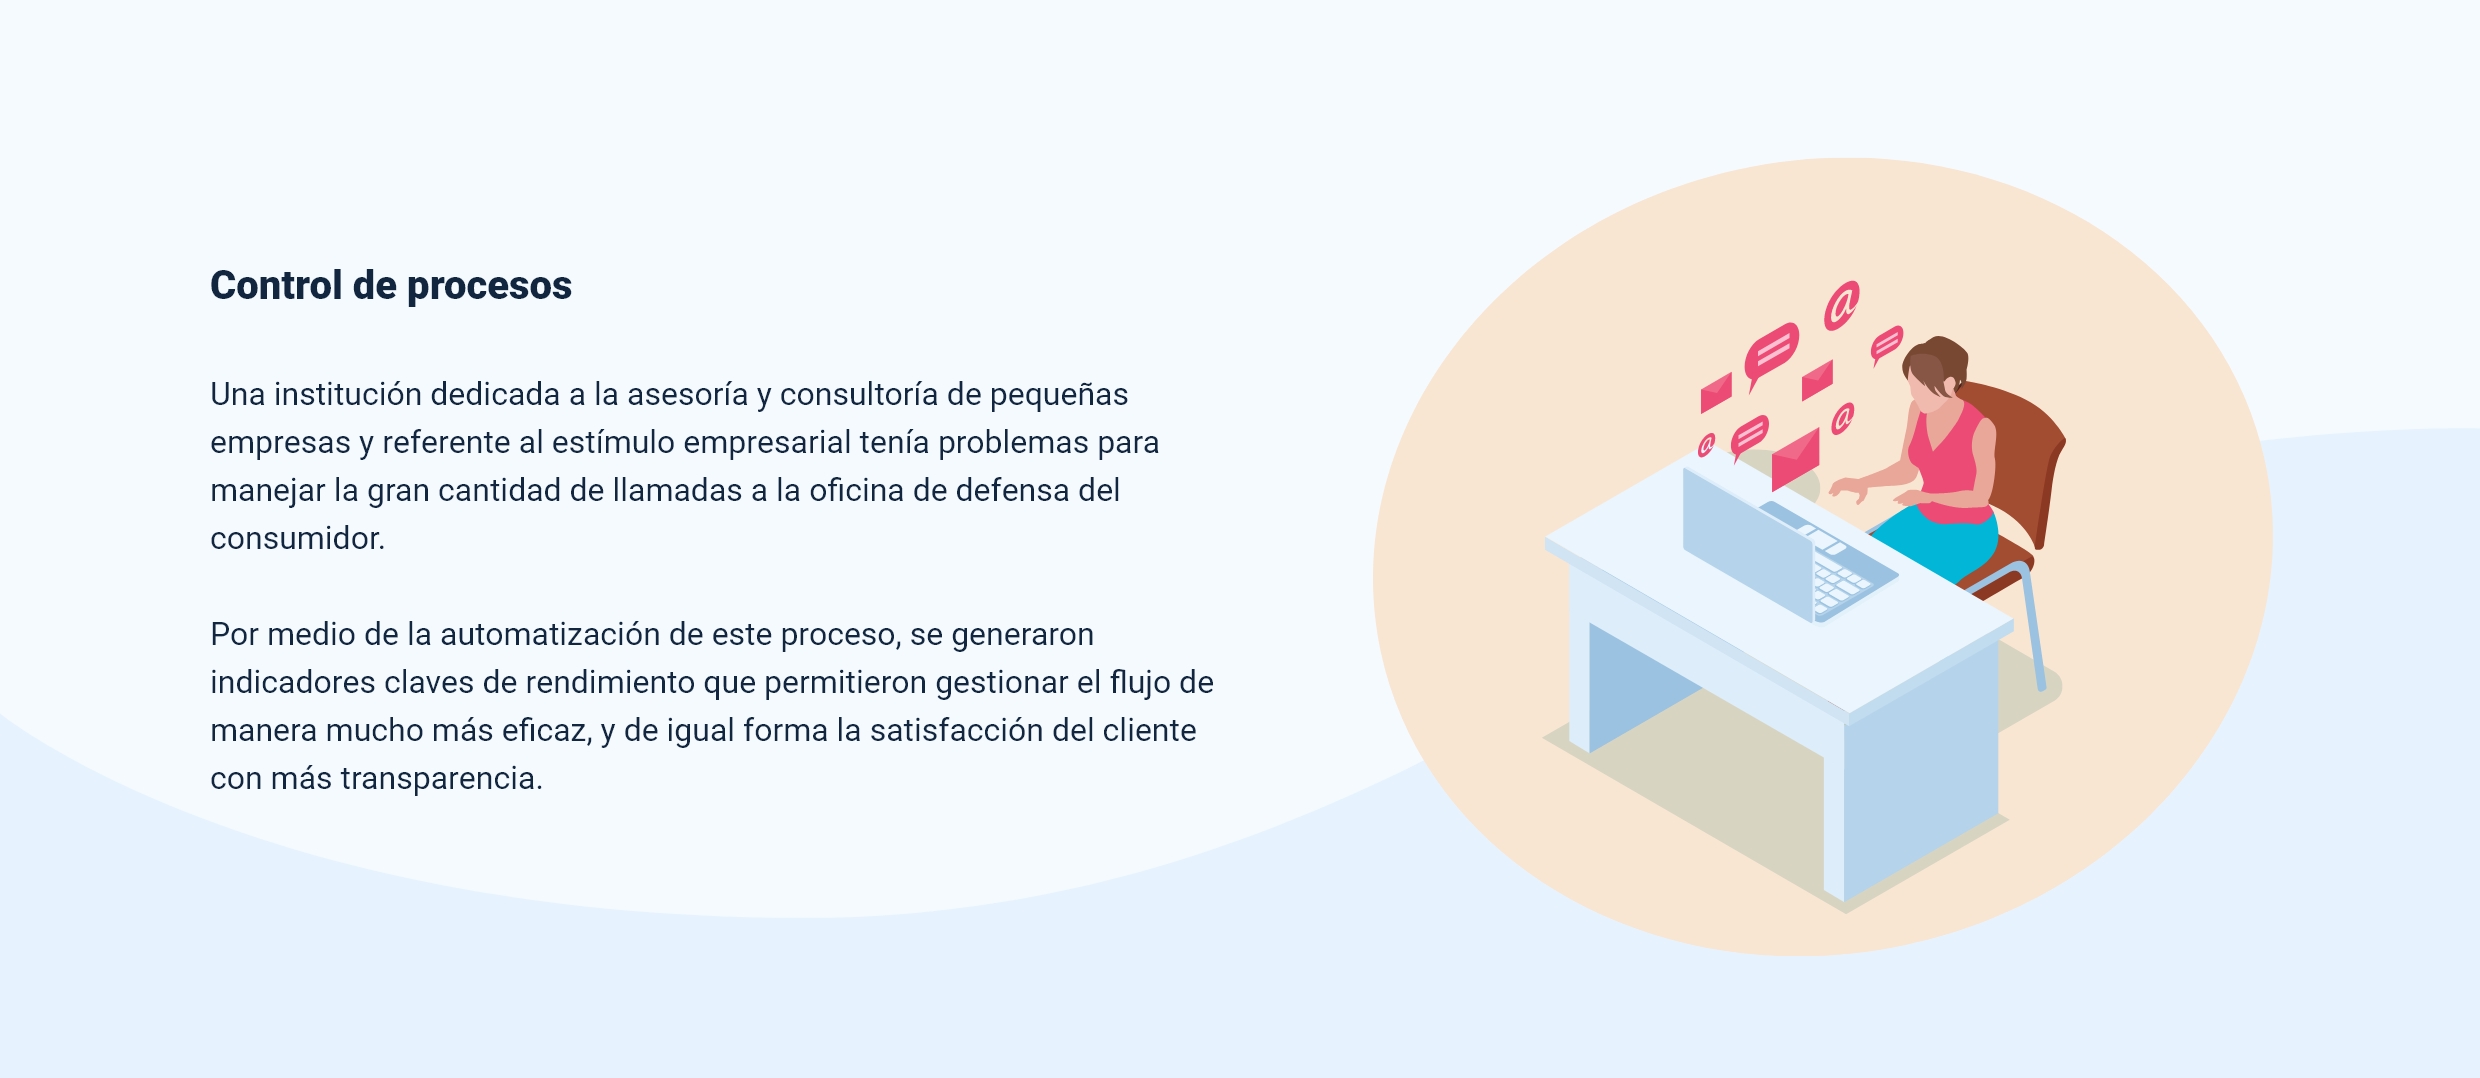 Control de procesos
Una institución dedicada a la asesoría y consultoría de pequeñas
empresas y referente al estímulo empresarial tenía problemas para
manejar la gran cantidad de llamadas a la oficina de defensa del
consumidor.
Por medio de la automatización de este proceso, se generaron
indicadores claves de rendimiento que permitieron gestionar el flujo de
manera mucho más eficaz, y de igual forma la satisfacción del cliente
con más transparencia.